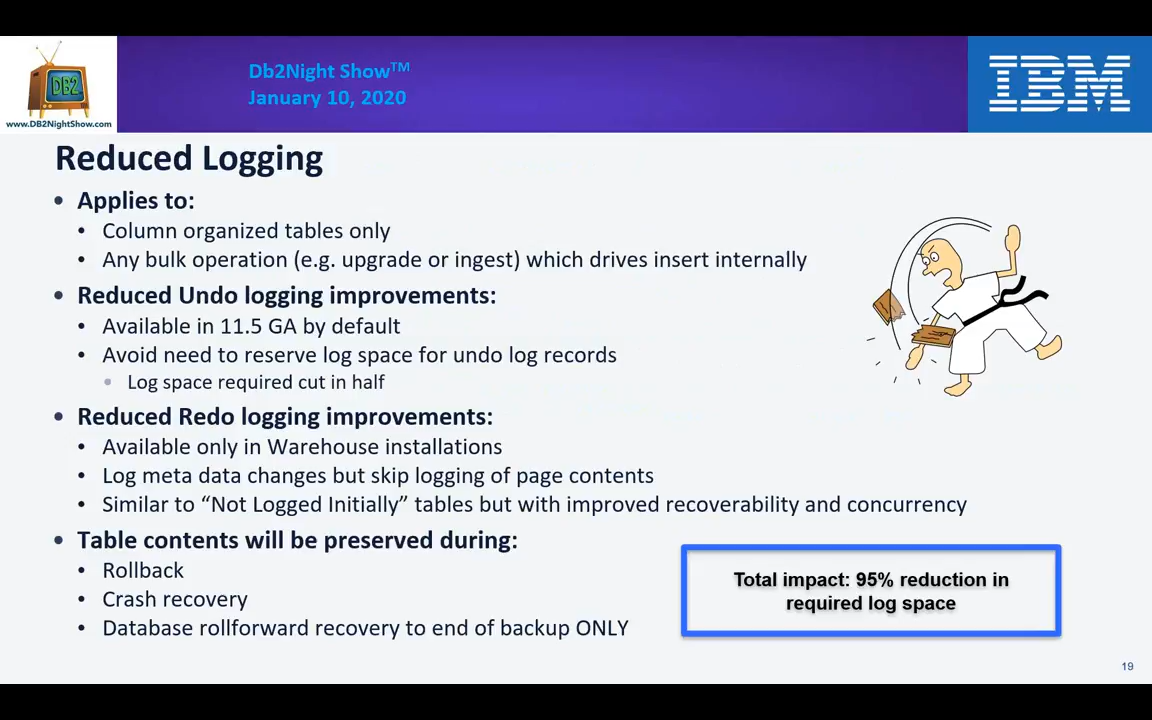 DB2
www.DB2NightShow.com
Db2Night Show™
January 10, 2020
IBM
Reduced Logging
• Applies to:
• Column organized tables only
• Any bulk operation (e.g. upgrade or ingest) which drives insert internally
• Reduced Undo logging improvements:
• Available in 11.5 GA by default
• Avoid need to reserve log space for undo log records
• Log space required cut in half
• Reduced Redo logging improvements:
• Available only in Warehouse installations
• Log meta data changes but skip logging of page contents
• Similar to “Not Logged Initially” tables but with improved recoverability and concurrency
• Table contents will be preserved during:
• Rollback
• Crash recovery
• Database rollforward recovery to end of backup ONLY
Total impact: 95% reduction in
required log space
19